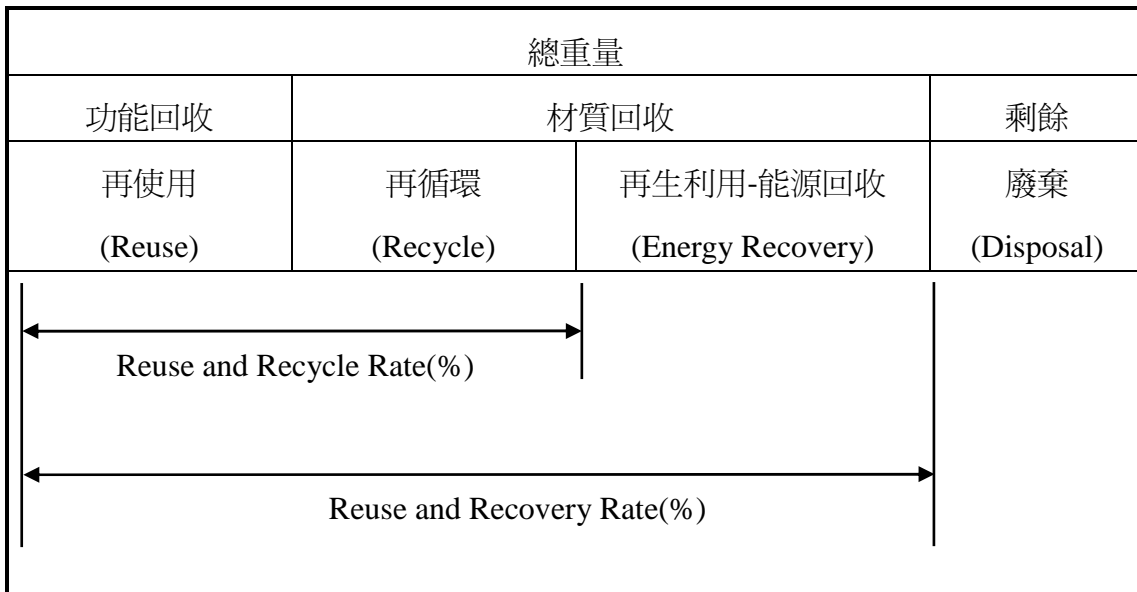 總重量
功能回收 材質回收 剩餘
再使用 再循環 再生利用-能源回收 廢棄
(Reuse) (Recycle) (Energy Recovery) (Disposal)
Reuse and Recycle Rate(%)
Reuse and Recovery Rate(%)